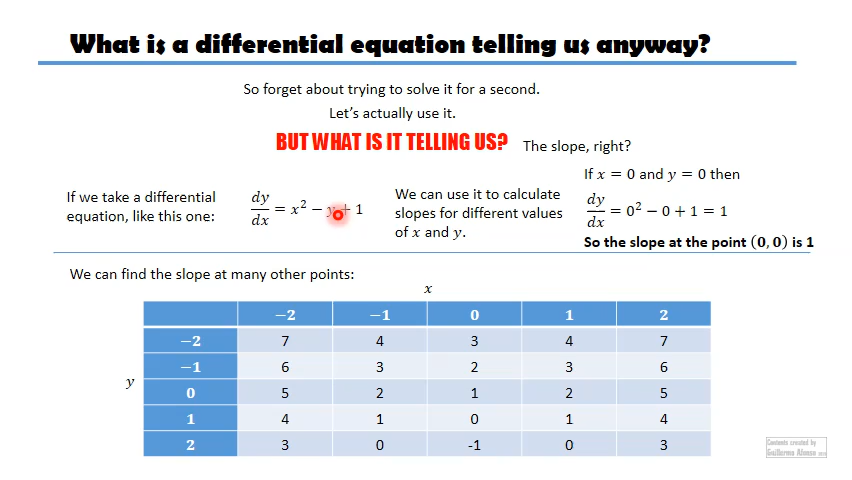 What is a differential equation telling us anyway?
So forget about trying to solve it for a second.
Let's actually use it.
BUT WHAT IS IT TELLING US? The slope, right?
If x = 0 and y = 0 then
If we take a differential
equation, like this one:
dy/dx = x² − y + 1
We can use it to calculate
slopes for different values
of x and y.
dy/dx = 0² − 0 + 1 = 1
So the slope at the point (0, 0) is 1
We can find the slope at many other points:
x
−2 −1 0 1 2
−2 7 4 3 4 7
−1 6 3 2 3 6
y
0 5 2 1 2 5
1 4 1 0 1 4
2 3 0 -1 0 3
Contents created by
Guillermo Alonso